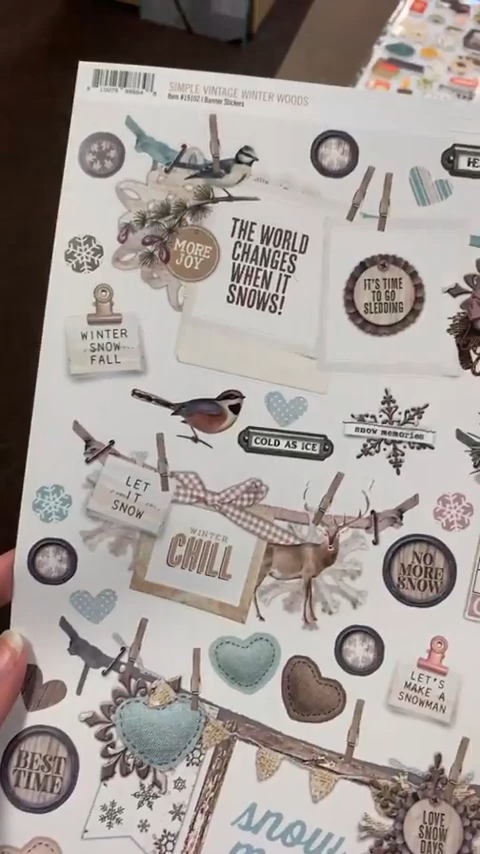 SIMPLE VINTAGE WINTER WOODS
Item #19102 | Banner Stickers
MORE
JOY
THE WORLD
CHANGES
WHEN IT
SNOWS!
IT'S TIME
TO GO
SLEDDING
WINTER
SNOW
FALL
COLD AS ICE
snow memories
LET
IT
SNOW
WINTER
CHILL
NO
MORE
SNOW
LET'S
MAKE A
SNOWMAN
BEST
TIME
snow
LOVE
SNOW
DAYS